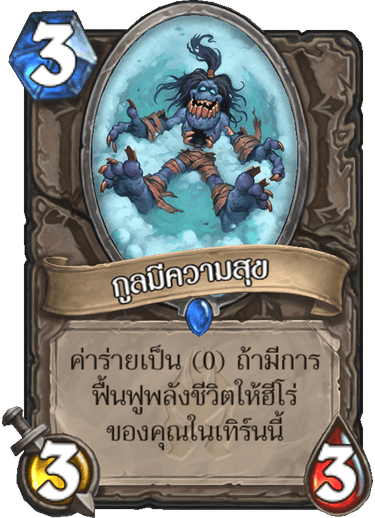 3
กูลมีความสุข
ค่าร่ายเป็น (0) ถ้ามีการ
ฟื้นฟูพลังชีวิตให้ฮีโร่
ของคุณในเทิร์นนี้
3
3